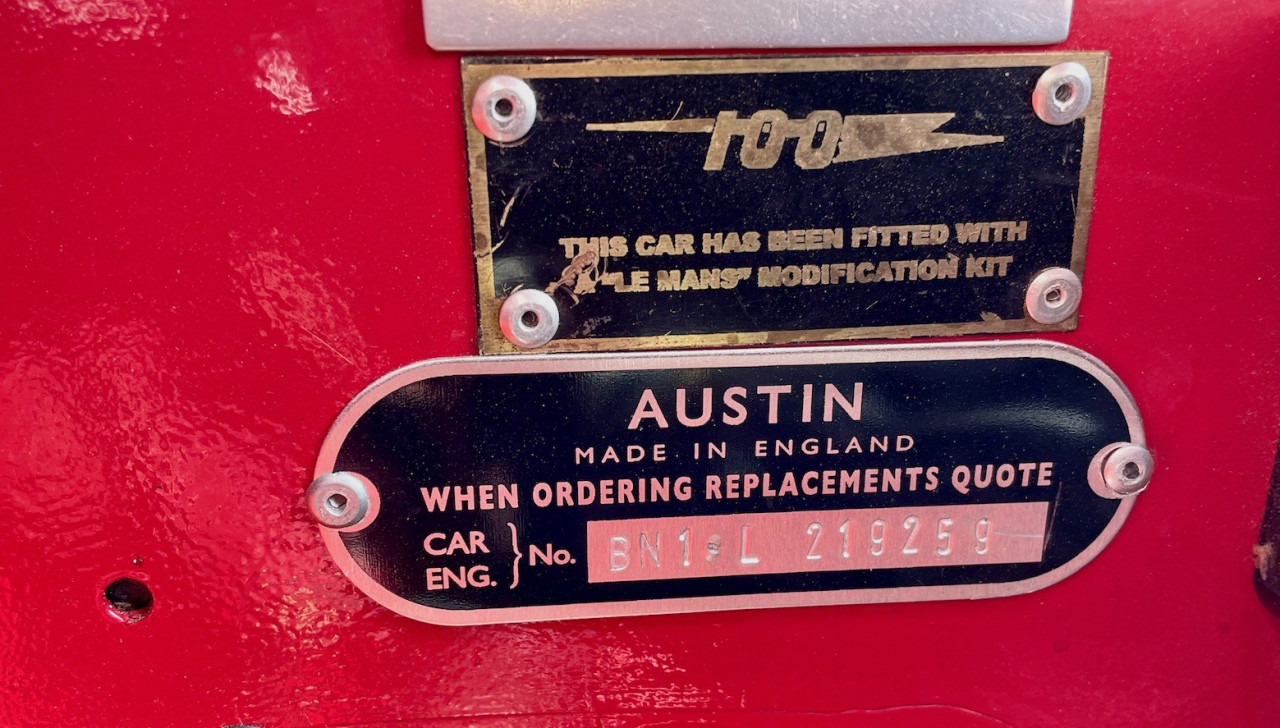 100
THIS CAR HAS BEEN FITTED WITH
A "LE MANS" MODIFICATION KIT
AUSTIN
MADE IN ENGLAND
WHEN ORDERING REPLACEMENTS QUOTE
CAR
ENG. } No. BN1·L 219259